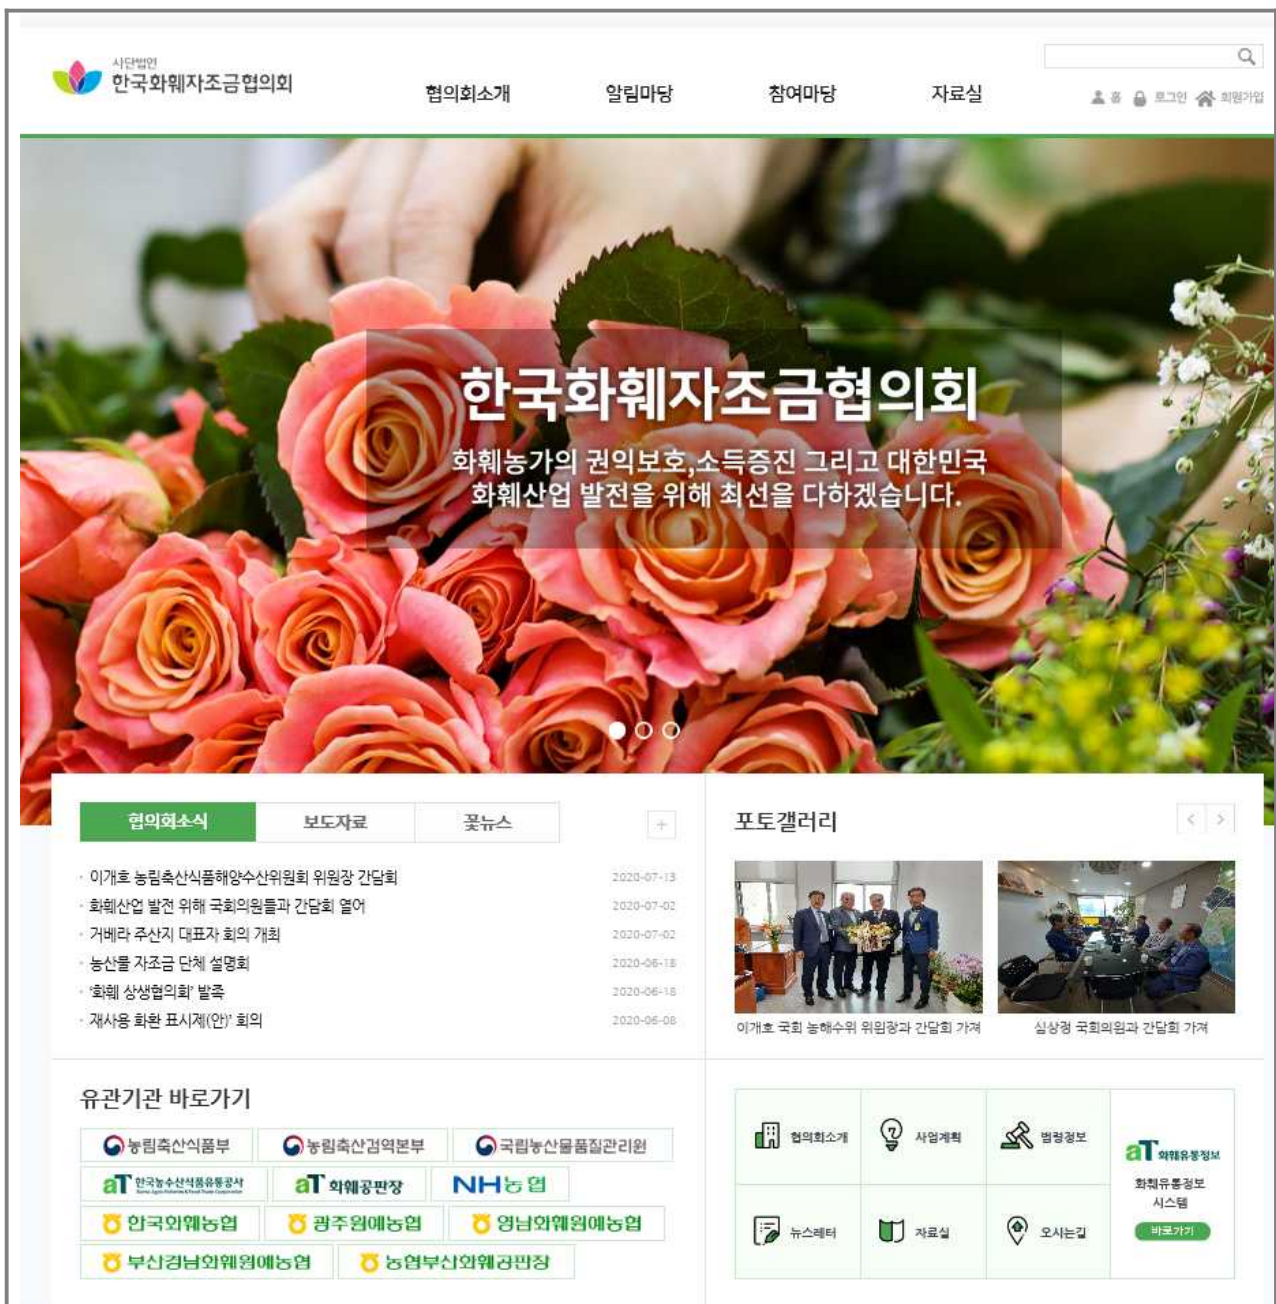 사단법인
한국화훼자조금협의회
협의회소개 알림마당 참여마당 자료실
홈 로그인 회원가입
한국화훼자조금협의회
화훼농가의 권익보호,소득증진 그리고 대한민국
화훼산업 발전을 위해 최선을 다하겠습니다.
협의회소식 보도자료 꽃뉴스 +
· 이개호 농림축산식품해양수산위원회 위원장 간담회 2020-07-13
· 화훼산업 발전 위해 국회의원들과 간담회 열어 2020-07-02
· 거베라 주산지 대표자 회의 개최 2020-07-02
· 농산물 자조금 단체 설명회 2020-06-18
· '화훼 상생협의회' 발족 2020-06-18
· 재사용 화환 표시제(안)' 회의 2020-06-08
포토갤러리 < >
이개호 국회 농해수위 위원장과 간담회 가져 심상정 국회의원과 간담회 가져
유관기관 바로가기
농림축산식품부 농림축산검역본부 국립농산물품질관리원
aT 한국농수산식품유통공사 aT 화훼공판장 NH농협
Korea Agro-Fisheries & Food Trade Corporation
한국화훼농협 광주원예농협 영남화훼원예농협
부산경남화훼원예농협 농협부산화훼공판장
협의회소개 사업계획 법령정보
뉴스레터 자료실 오시는길
aT 화훼유통정보
화훼유통정보
시스템
바로가기